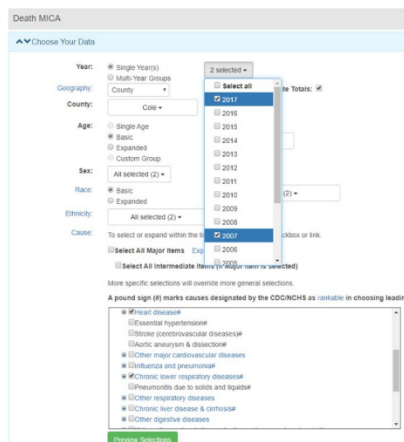 Death MICA
Choose Your Data
Year: Single Year(s) 2 selected
Multi-Year Groups
Select all
Geography: County te Totals:
2017
County: Cole
2016
Age: Single Age
2015
Basic
2014
Expanded
2013
Custom Group
2012
Sex: All selected (2)
2011
Race: Basic (2)
2010
Expanded
2009
2008
Ethnicity: All selected (2)
2007
Cause: To select or expand within the ckbox or link.
2006
Select All Major Items
2005
Select All Intermediate Items (if Major item is selected)
More specific selections will override more general selections.
A pound sign (#) marks causes designated by the CDC/NCHS as rankable in choosing leadin
Heart disease#
Essential hypertension#
Stroke (cerebrovascular diseases)#
Aortic aneurysm & dissection#
Other major cardiovascular diseases
Influenza and pneumonia#
Chronic lower respiratory diseases#
Pneumonitis due to solids and liquids#
Other respiratory diseases
Chronic liver disease & cirrhosis#
Other digestive diseases
Preview Selections